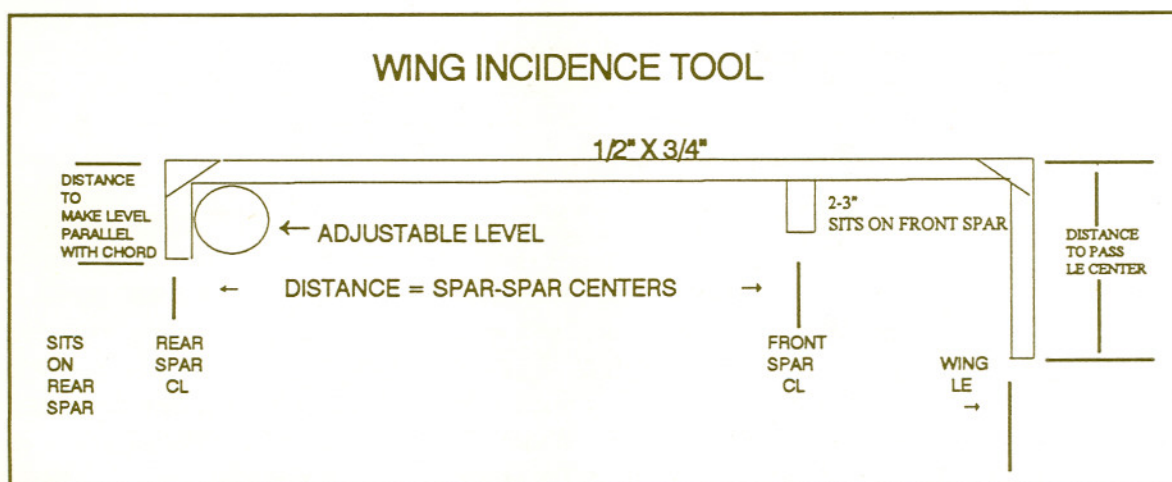 WING INCIDENCE TOOL
1/2" X 3/4"
DISTANCE
TO
MAKE LEVEL
PARALLEL
WITH CHORD
2-3"
SITS ON FRONT SPAR
← ADJUSTABLE LEVEL
DISTANCE
TO PASS
LE CENTER
← DISTANCE = SPAR-SPAR CENTERS →
SITS
ON
REAR
SPAR
REAR
SPAR
CL
FRONT
SPAR
CL
WING
LE
→